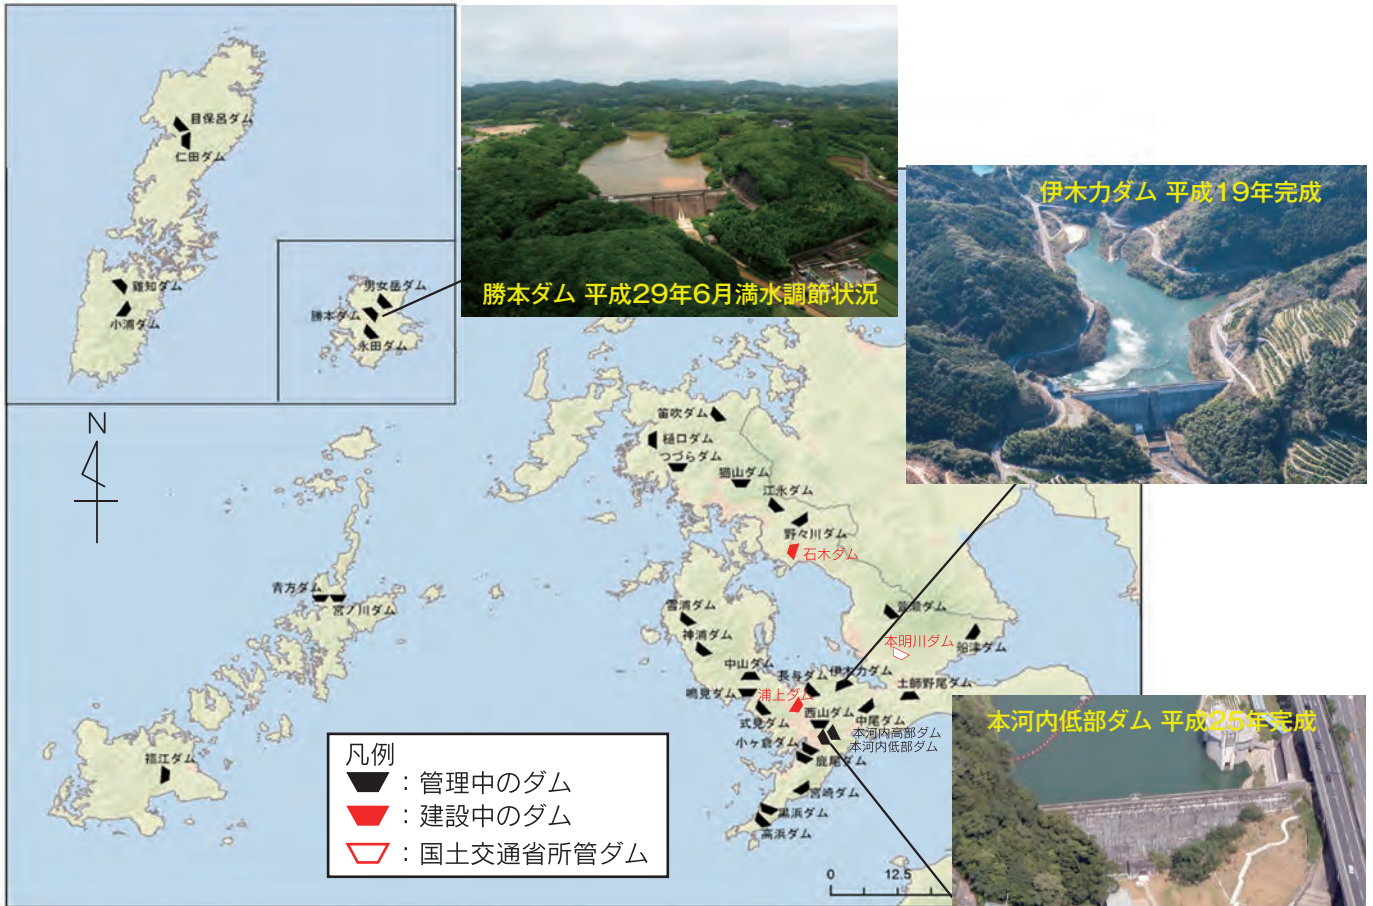 目保呂ダム
仁田ダム
雞知ダム
小浦ダム
男女岳ダム
勝本ダム
永田ダム
勝本ダム 平成29年6月満水調節状況
伊木力ダム 平成19年完成
N
笛吹ダム
樋口ダム
つづらダム
猫山ダム
江永ダム
野々川ダム
石木ダム
青方ダム
宮ノ川ダム
雪浦ダム
神浦ダム
萱瀬ダム
本明川ダム
船津ダム
中山ダム
長与ダム
伊木力ダム
土師野尾ダム
鳴見ダム
浦上ダム
式見ダム
西山ダム
中尾ダム
本河内高部ダム
本河内低部ダム
小ヶ倉ダム
鹿尾ダム
宮崎ダム
黒浜ダム
高浜ダム
福江ダム
本河内低部ダム 平成25年完成
凡例
：管理中のダム
：建設中のダム
：国土交通省所管ダム
0 12.5